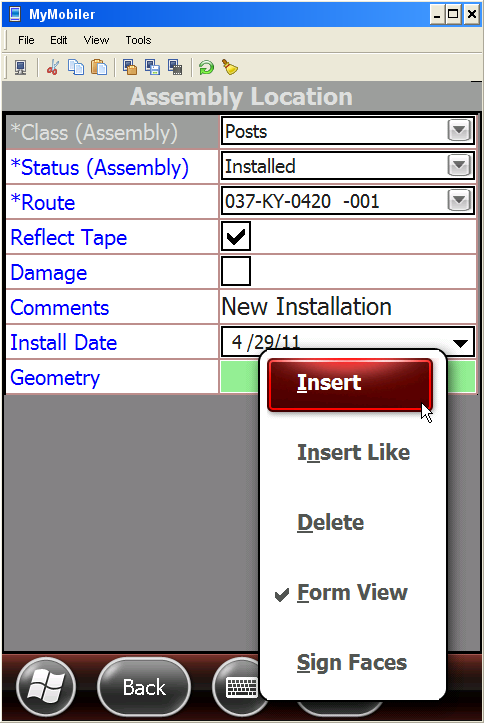 MyMobiler
File Edit View Tools
Assembly Location
*Class (Assembly) Posts
*Status (Assembly) Installed
*Route 037-KY-0420 -001
Reflect Tape
Damage
Comments New Installation
Install Date 4 /29/11
Geometry
Insert
Insert Like
Delete
Form View
Sign Faces
Back